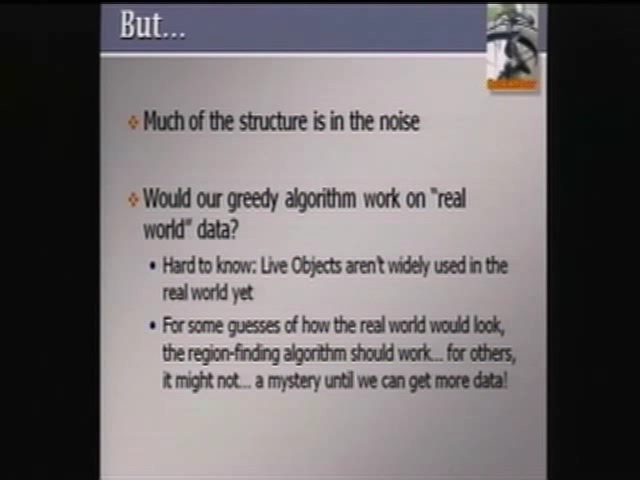 But...
Much of the structure is in the noise
Would our greedy algorithm work on "real
world" data?
Hard to know: Live Objects aren't widely used in the
real world yet
For some guesses of how the real world would look,
the region-finding algorithm should work... for others,
it might not... a mystery until we can get more data!